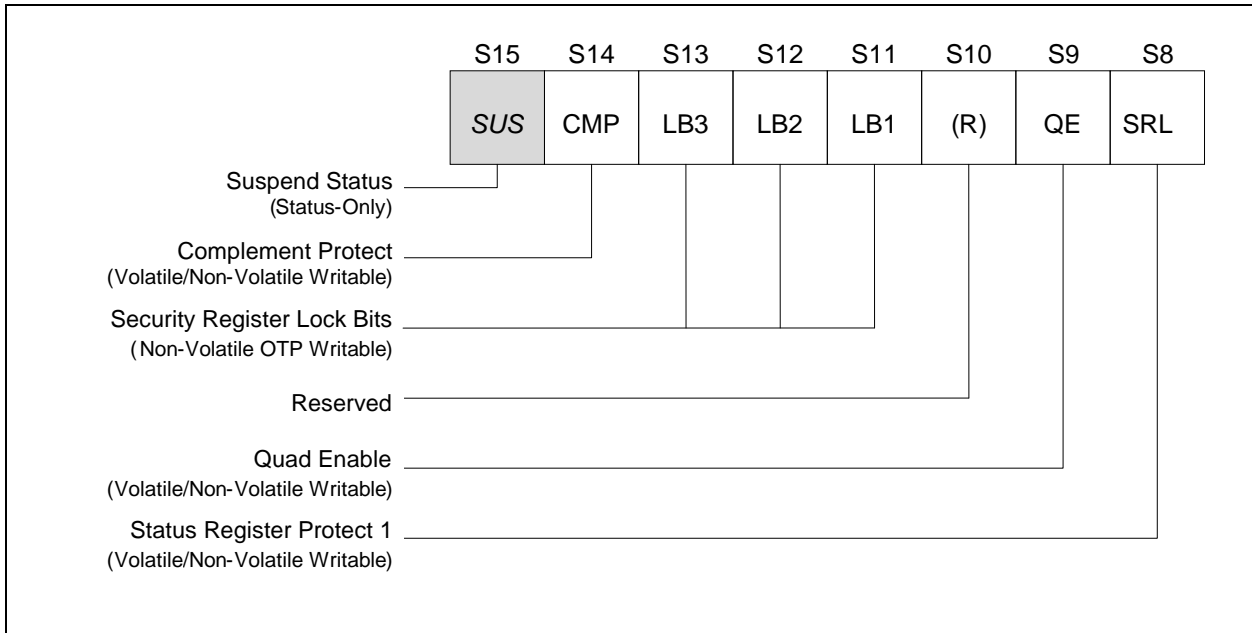 S15 S14 S13 S12 S11 S10 S9 S8
SUS CMP LB3 LB2 LB1 (R) QE SRL
Suspend Status
(Status-Only)
Complement Protect
(Volatile/Non-Volatile Writable)
Security Register Lock Bits
(Non-Volatile OTP Writable)
Reserved
Quad Enable
(Volatile/Non-Volatile Writable)
Status Register Protect 1
(Volatile/Non-Volatile Writable)